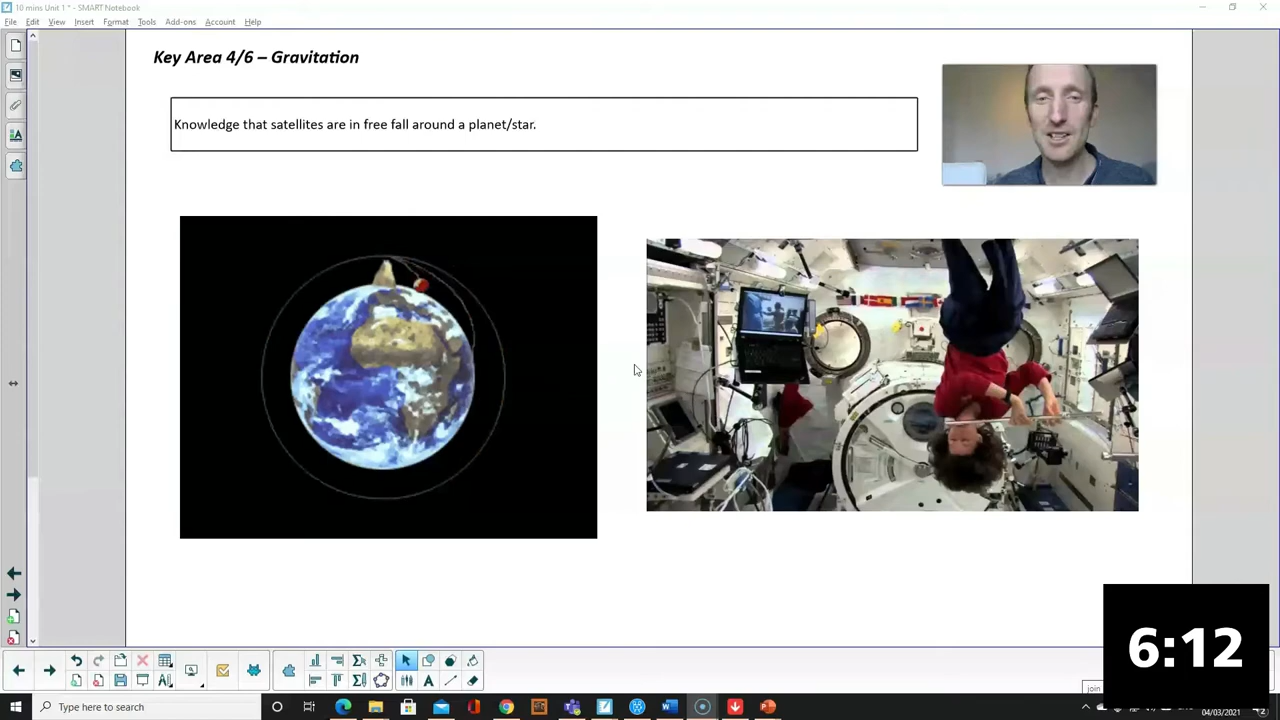 10 mins Unit 1 * - SMART Notebook
File Edit View Insert Format Tools Add-ons Account Help
Key Area 4/6 – Gravitation
Knowledge that satellites are in free fall around a planet/star.
6:12
join
Type here to search
04/03/2021